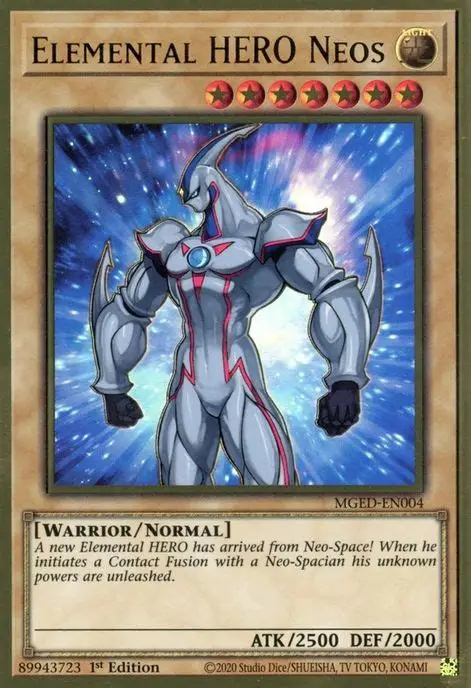 ELEMENTAL HERO NEOS
LIGHT
MGED-EN004
[WARRIOR/NORMAL]
A new Elemental HERO has arrived from Neo-Space! When he
initiates a Contact Fusion with a Neo-Spacian his unknown
powers are unleashed.
ATK/2500 DEF/2000
89943723 1st Edition ©2020 Studio Dice/SHUEISHA, TV TOKYO, KONAMI